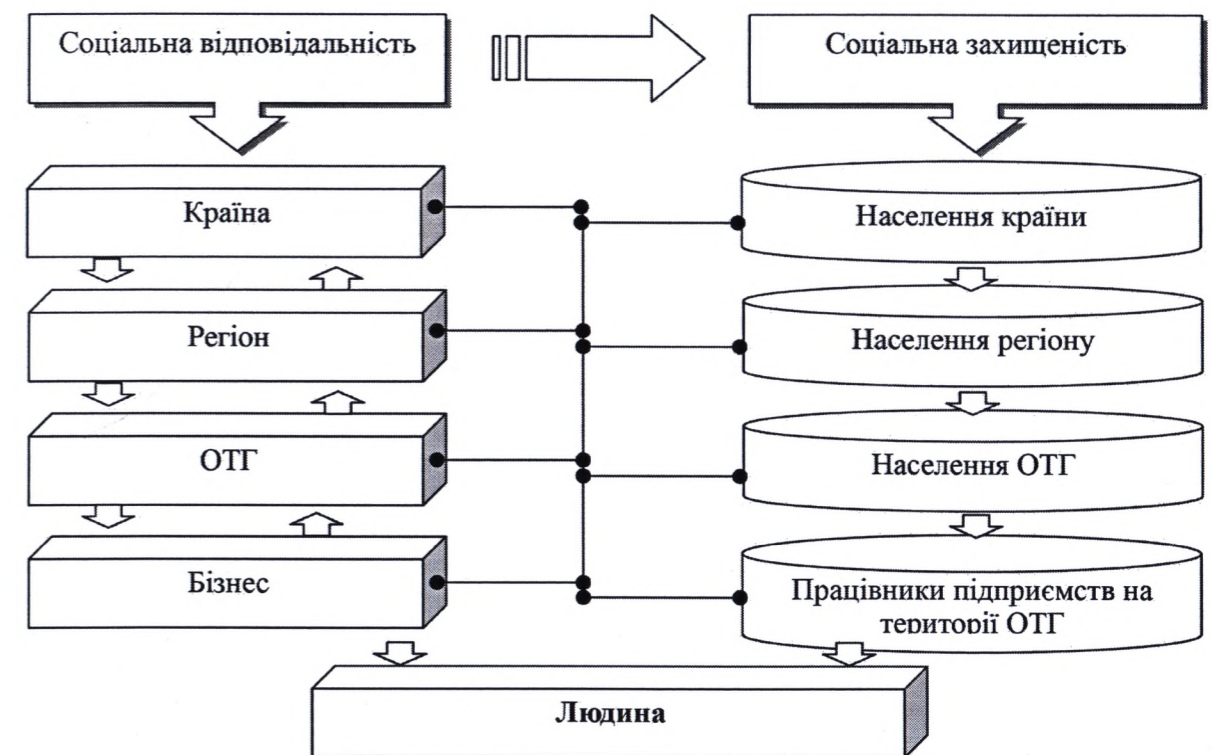 Соціальна відповідальність
Соціальна захищеність
Країна
Населення країни
Регіон
Населення регіону
ОТГ
Населення ОТГ
Бізнес
Працівники підприємств на
території ОТГ
Людина